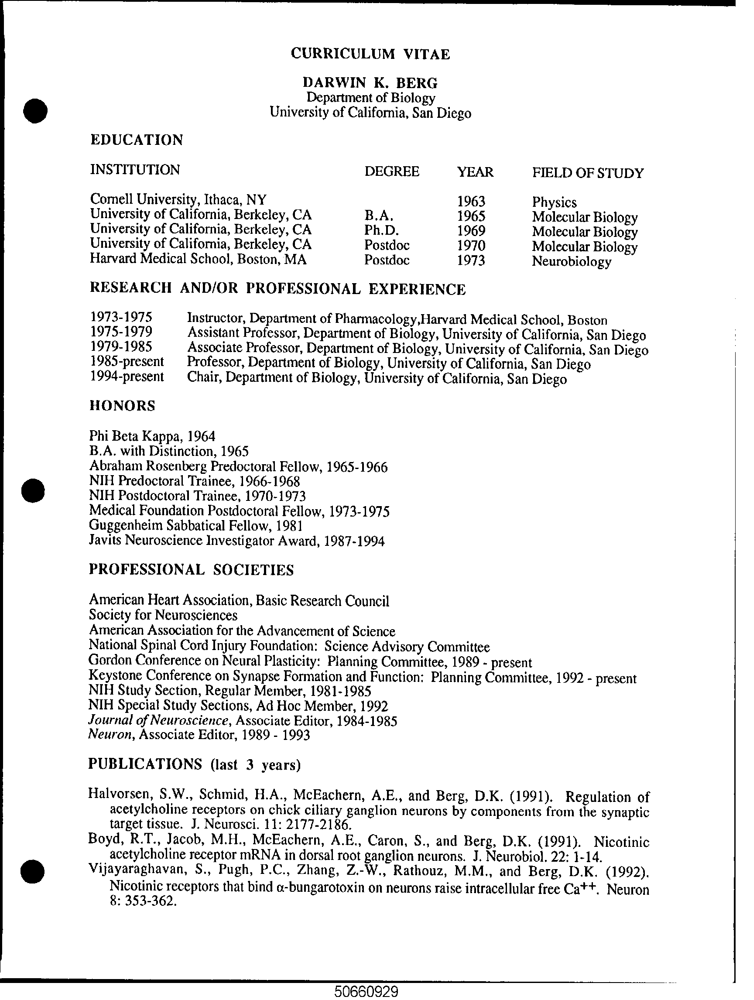 CURRICULUM VITAE
DARWIN K. BERG
Department of Biology
University of California, San Diego
EDUCATION
INSTITUTION DEGREE YEAR FIELD OF STUDY
Cornell University, Ithaca, NY 1963 Physics
University of California, Berkeley, CA B.A. 1965 Molecular Biology
University of California, Berkeley, CA Ph.D. 1969 Molecular Biology
University of California, Berkeley, CA Postdoc 1970 Molecular Biology
Harvard Medical School, Boston, MA Postdoc 1973 Neurobiology
RESEARCH AND/OR PROFESSIONAL EXPERIENCE
1973-1975 Instructor, Department of Pharmacology,Harvard Medical School, Boston
1975-1979 Assistant Professor, Department of Biology, University of California, San Diego
1979-1985 Associate Professor, Department of Biology, University of California, San Diego
1985-present Professor, Department of Biology, University of California, San Diego
1994-present Chair, Department of Biology, University of California, San Diego
HONORS
Phi Beta Kappa, 1964
B.A. with Distinction, 1965
Abraham Rosenberg Predoctoral Fellow, 1965-1966
NIH Predoctoral Trainee, 1966-1968
NIH Postdoctoral Trainee, 1970-1973
Medical Foundation Postdoctoral Fellow, 1973-1975
Guggenheim Sabbatical Fellow, 1981
Javits Neuroscience Investigator Award, 1987-1994
PROFESSIONAL SOCIETIES
American Heart Association, Basic Research Council
Society for Neurosciences
American Association for the Advancement of Science
National Spinal Cord Injury Foundation: Science Advisory Committee
Gordon Conference on Neural Plasticity: Planning Committee, 1989 - present
Keystone Conference on Synapse Formation and Function: Planning Committee, 1992 - present
NIH Study Section, Regular Member, 1981-1985
NIH Special Study Sections, Ad Hoc Member, 1992
Journal of Neuroscience, Associate Editor, 1984-1985
Neuron, Associate Editor, 1989 - 1993
PUBLICATIONS (last 3 years)
Halvorsen, S.W., Schmid, H.A., McEachern, A.E., and Berg, D.K. (1991). Regulation of
acetylcholine receptors on chick ciliary ganglion neurons by components from the synaptic
target tissue. J. Neurosci. 11: 2177-2186.
Boyd, R.T., Jacob, M.H., McEachern, A.E., Caron, S., and Berg, D.K. (1991). Nicotinic
acetylcholine receptor mRNA in dorsal root ganglion neurons. J. Neurobiol. 22: 1-14.
Vijayaraghavan, S., Pugh, P.C., Zhang, Z.-W., Rathouz, M.M., and Berg, D.K. (1992).
Nicotinic receptors that bind α-bungarotoxin on neurons raise intracellular free Ca++. Neuron
8: 353-362.
50660929